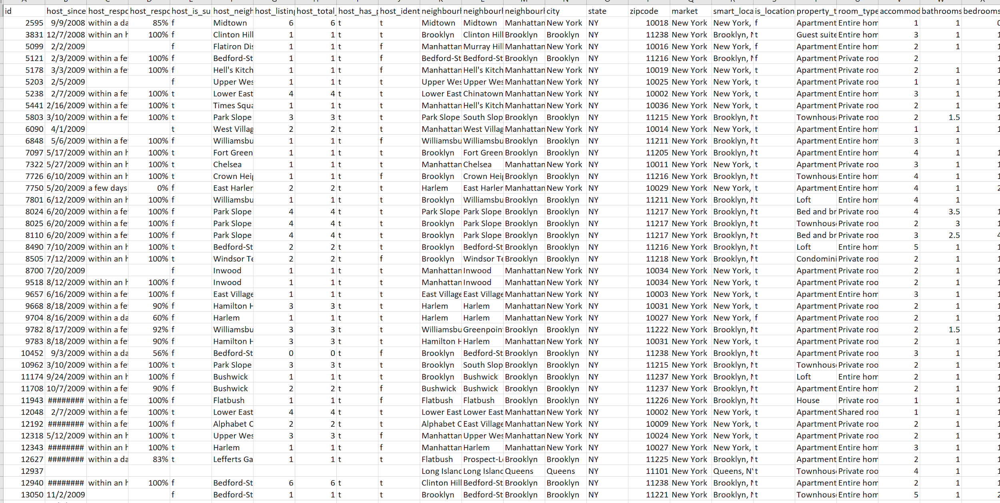 id host_since host_respo host_respo host_is_su host_neigh host_listing host_total_ host_has_p host_ident neighbourh neighbourh neighbourh city state zipcode market smart_loca is_location property_t room_type accommod bathrooms bedrooms
2595 9/9/2008 within a da 85% f Midtown 6 6 t t Midtown Midtown Manhattan New York NY 10018 New York New York, f Apartment Entire hom 1 1 0
3831 12/7/2008 within an h 100% f Clinton Hill 1 1 t t Brooklyn Clinton Hill Brooklyn Brooklyn NY 11238 New York Brooklyn, N t Guest suite Entire hom 3 1 1
5099 2/2/2009 f Flatiron Dis 1 1 t f Manhattan Murray Hill Manhattan New York NY 10016 New York New York, f Apartment Entire hom 2 1 1
5121 2/3/2009 within a fe 100% f Bedford-St 1 1 t f Bedford-St Bedford-St Brooklyn Brooklyn NY 11216 New York Brooklyn, N f Apartment Private roo 2 1
5178 3/3/2009 within a fe 100% f Hell's Kitch 1 1 t f Manhattan Hell's Kitch Manhattan New York NY 10019 New York New York, t Apartment Private roo 2 1 1
5203 2/5/2009 f Upper Wes 1 1 t t Upper Wes Upper Wes Manhattan New York NY 10025 New York New York, t Apartment Private roo 1 1 1
5238 2/7/2009 within a fe 100% t Lower East 4 4 t t Lower East Chinatown Manhattan New York NY 10002 New York New York, t Apartment Entire hom 3 1 1
5441 2/16/2009 within a fe 100% t Times Squa 1 1 t t Manhattan Hell's Kitch Manhattan New York NY 10036 New York New York, t Apartment Private roo 2 1 1
5803 3/10/2009 within a fe 100% t Park Slope 3 3 t t Park Slope South Slop Brooklyn Brooklyn NY 11215 New York Brooklyn, N t Townhous Private roo 2 1.5 1
6090 4/1/2009 t West Villag 2 2 t t Manhattan West Villag Manhattan New York NY 10014 New York New York, t Apartment Entire hom 1 1 1
6848 5/6/2009 within a fe 100% f Williamsbu 1 1 t f Williamsbu Williamsbu Brooklyn Brooklyn NY 11211 New York Brooklyn, N t Apartment Entire hom 3 1
7097 5/17/2009 within an h 100% t Fort Green 1 1 t t Brooklyn Fort Green Brooklyn Brooklyn NY 11205 New York Brooklyn, N t Apartment Entire hom 4 1 1
7322 5/27/2009 within an h 100% t Chelsea 1 1 t t Manhattan Chelsea Manhattan New York NY 10011 New York New York, t Apartment Private roo 3 1 1
7726 6/10/2009 within an h 100% t Crown Heig 1 1 t f Brooklyn Crown Heig Brooklyn Brooklyn NY 11216 New York Brooklyn, N t Townhous Entire hom 4 1 1
7750 5/20/2009 a few days 0% f East Harlem 2 2 t t Harlem East Harlem Manhattan New York NY 10029 New York New York, t Apartment Entire hom 4 1 2
7801 6/12/2009 within an h 100% f Williamsbu 1 1 t t Brooklyn Williamsbu Brooklyn Brooklyn NY 11211 New York Brooklyn, N t Loft Entire hom 4 1
8024 6/20/2009 within a fe 100% f Park Slope 4 4 t t Park Slope Park Slope Brooklyn Brooklyn NY 11217 New York Brooklyn, N t Bed and br Private roo 4 3.5 1
8025 6/20/2009 within a fe 100% f Park Slope 4 4 t t Brooklyn Park Slope Brooklyn Brooklyn NY 11217 New York Brooklyn, N t Townhous Private roo 2 3 1
8110 6/20/2009 within a fe 100% f Park Slope 4 4 t t Brooklyn Park Slope Brooklyn Brooklyn NY 11217 New York Brooklyn, N t Bed and br Private roo 3 2.5 4
8490 7/10/2009 within an h 100% t Bedford-St 2 2 t t Brooklyn Bedford-St Brooklyn Brooklyn NY 11216 New York Brooklyn, N t Loft Entire hom 5 1 1
8505 7/12/2009 within an h 100% t Windsor Te 2 2 t f Brooklyn Windsor Te Brooklyn Brooklyn NY 11218 New York Brooklyn, N t Condomini Private roo 2 1 1
8700 7/20/2009 f Inwood 1 1 t t Manhattan Inwood Manhattan New York NY 10034 New York New York, t Apartment Private roo 2 1 1
9518 8/12/2009 within an h 100% f Inwood 1 1 t t Manhattan Inwood Manhattan New York NY 10034 New York New York, t Apartment Private roo 2 1 1
9657 6/16/2009 within a fe 100% f East Village 1 1 t t East Village East Village Manhattan New York NY 10003 New York New York, t Apartment Entire hom 3 1 1
9668 8/18/2009 within a fe 90% f Hamilton H 3 3 t t Harlem Harlem Manhattan New York NY 10031 New York New York, t Apartment Private roo 2 1 1
9704 8/16/2009 within a da 60% f Harlem 1 1 t t Harlem Harlem Manhattan New York NY 10027 New York New York, f Apartment Private roo 2 1 1
9782 8/17/2009 within a fe 92% f Williamsbu 3 3 t t Williamsbu Greenpoint Brooklyn Brooklyn NY 11222 New York Brooklyn, N t Apartment Private roo 2 1.5 1
9783 8/18/2009 within a fe 90% f Hamilton H 3 3 t t Hamilton H Harlem Manhattan New York NY 10031 New York New York, t Apartment Private roo 2 1 1
10452 9/3/2009 within a da 56% f Bedford-St 0 0 t f Brooklyn Bedford-St Brooklyn Brooklyn NY 11238 New York Brooklyn, N t Apartment Private roo 3 1 1
10962 3/10/2009 within a fe 100% t Park Slope 3 3 t t Brooklyn South Slop Brooklyn Brooklyn NY 11215 New York Brooklyn, N t Townhous Private roo 2 1 1
11174 9/24/2009 within an h 100% f Bushwick 1 1 t t Brooklyn Bushwick Brooklyn Brooklyn NY 11237 New York Brooklyn, N t Loft Entire hom 2 1 1
11708 10/7/2009 within a fe 90% f Bushwick 2 2 t f Bushwick Bushwick Brooklyn Brooklyn NY 11237 New York Brooklyn, N t Apartment Entire hom 2 1 1
11943 ######## within a fe 100% f Flatbush 1 1 t f Flatbush Flatbush Brooklyn Brooklyn NY 11226 New York Brooklyn, N t House Private roo 1 1 1
12048 2/7/2009 within a fe 100% t Lower East 4 4 t t Lower East Lower East Manhattan New York NY 10002 New York New York, t Apartment Shared roo 1 1 1
12192 ######## within a fe 100% f Alphabet C 2 2 t t Alphabet C East Village Manhattan New York NY 10009 New York New York, t Apartment Private roo 2 1 1
12318 5/12/2009 within an h 100% t Upper Wes 3 3 t f Manhattan Upper Wes Manhattan New York NY 10024 New York New York, t Apartment Private roo 2 1 1
12343 ######## within an h 100% t Harlem 1 1 t f Manhattan Harlem Manhattan New York NY 10027 New York New York, t Apartment Entire hom 3 1 1
12627 ######## within a da 83% t Lefferts Ga 1 1 t t Flatbush Prospect-L Brooklyn Brooklyn NY 11225 New York Brooklyn, N t Apartment Entire hom 2 1 1
12937 Long Island Long Island Queens Queens NY 11101 New York Queens, NY t Townhous Private roo 4 1 1
12940 ######## within an h 100% f Bedford-St 6 6 t t Clinton Hill Bedford-St Brooklyn Brooklyn NY 11238 New York Brooklyn, N t Apartment Entire hom 2 1 1
13050 11/2/2009 f Bedford-St 1 1 t t Brooklyn Bedford-St Brooklyn Brooklyn NY 11221 New York Brooklyn, N t Townhous Entire hom 5 1 2